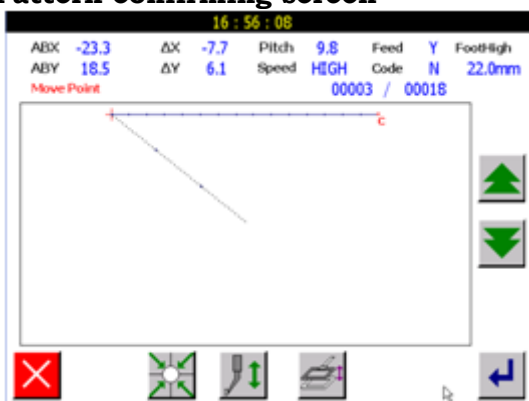 Pattern confirming screen
16 : 56 : 08
ABX -23.3 ΔX -7.7 Pitch 9.8 Feed Y FootHigh
ABY 18.5 ΔY 6.1 Speed HIGH Code N 22.0mm
Move Point 00003 / 00018
C